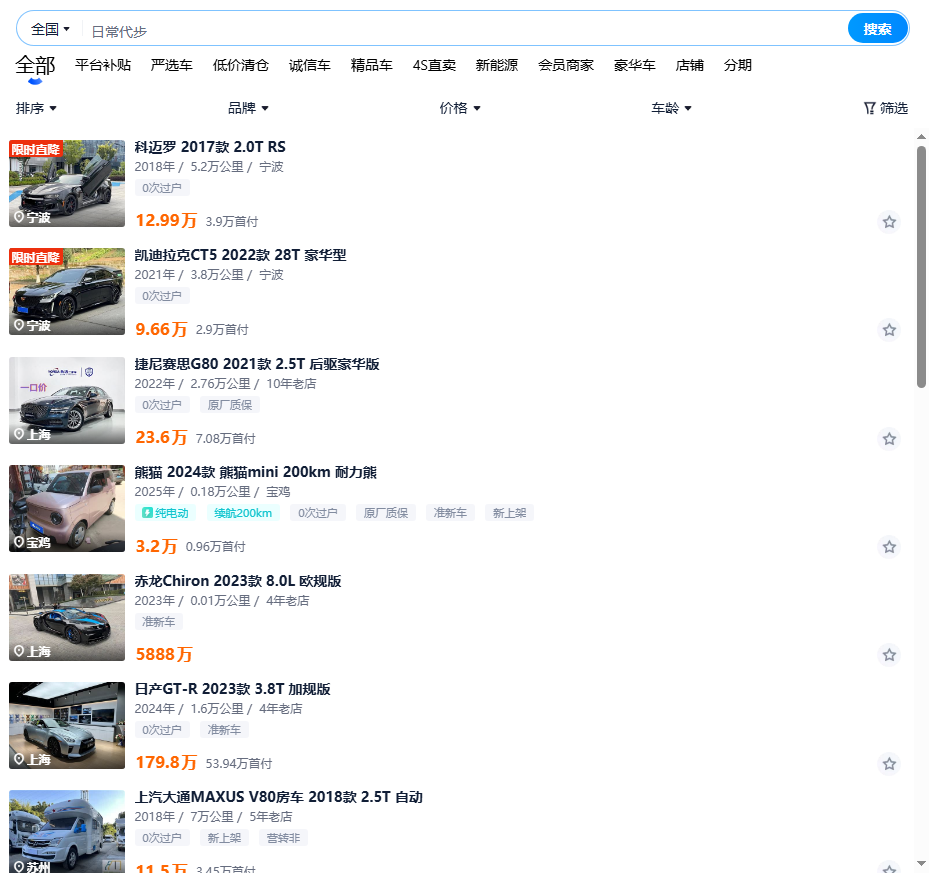 全国 日常代步 搜索
全部 平台补贴 严选车 低价清仓 诚信车 精品车 4S直卖 新能源 会员商家 豪华车 店铺 分期
排序 品牌 价格 车龄 筛选
限时直降
宁波
科迈罗 2017款 2.0T RS
2018年 / 5.2万公里 / 宁波
0次过户
12.99万 3.9万首付
限时直降
宁波
凯迪拉克CT5 2022款 28T 豪华型
2021年 / 3.8万公里 / 宁波
0次过户
9.66万 2.9万首付
一口价
上海
捷尼赛思G80 2021款 2.5T 后驱豪华版
2022年 / 2.76万公里 / 10年老店
0次过户 原厂质保
23.6万 7.08万首付
宝鸡
熊猫 2024款 熊猫mini 200km 耐力熊
2025年 / 0.18万公里 / 宝鸡
纯电动 续航200km 0次过户 原厂质保 准新车 新上架
3.2万 0.96万首付
上海
赤龙Chiron 2023款 8.0L 欧规版
2023年 / 0.01万公里 / 4年老店
准新车
5888万
上海
日产GT-R 2023款 3.8T 加规版
2024年 / 1.6万公里 / 4年老店
0次过户 准新车
179.8万 53.94万首付
苏州
上汽大通MAXUS V80房车 2018款 2.5T 自动
2018年 / 7万公里 / 5年老店
0次过户 新上架 营转非
11.5万 3.45万首付